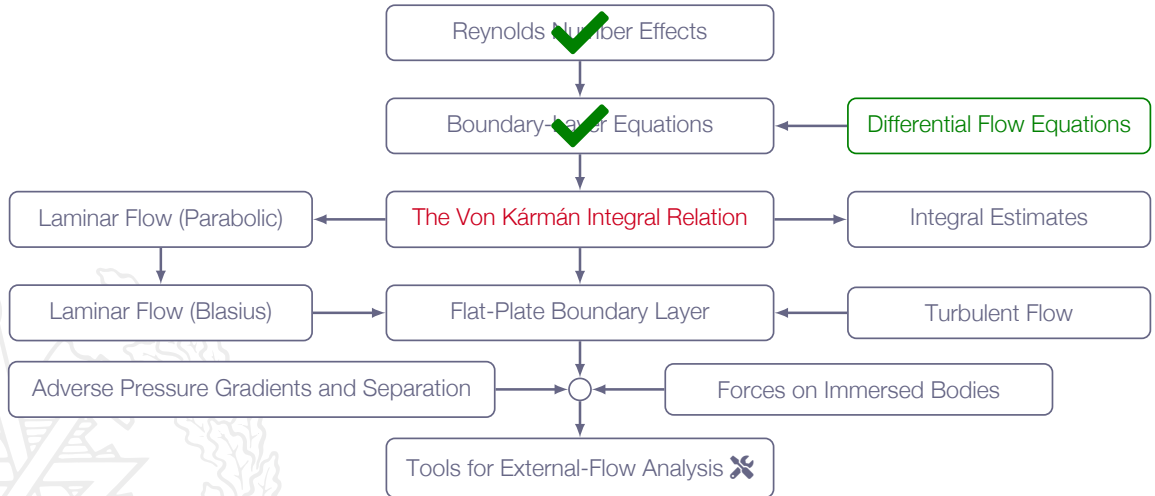 Reynolds Number Effects
Boundary-Layer Equations
Differential Flow Equations
Laminar Flow (Parabolic)
The Von Kármán Integral Relation
Integral Estimates
Laminar Flow (Blasius)
Flat-Plate Boundary Layer
Turbulent Flow
Adverse Pressure Gradients and Separation
Forces on Immersed Bodies
Tools for External-Flow Analysis